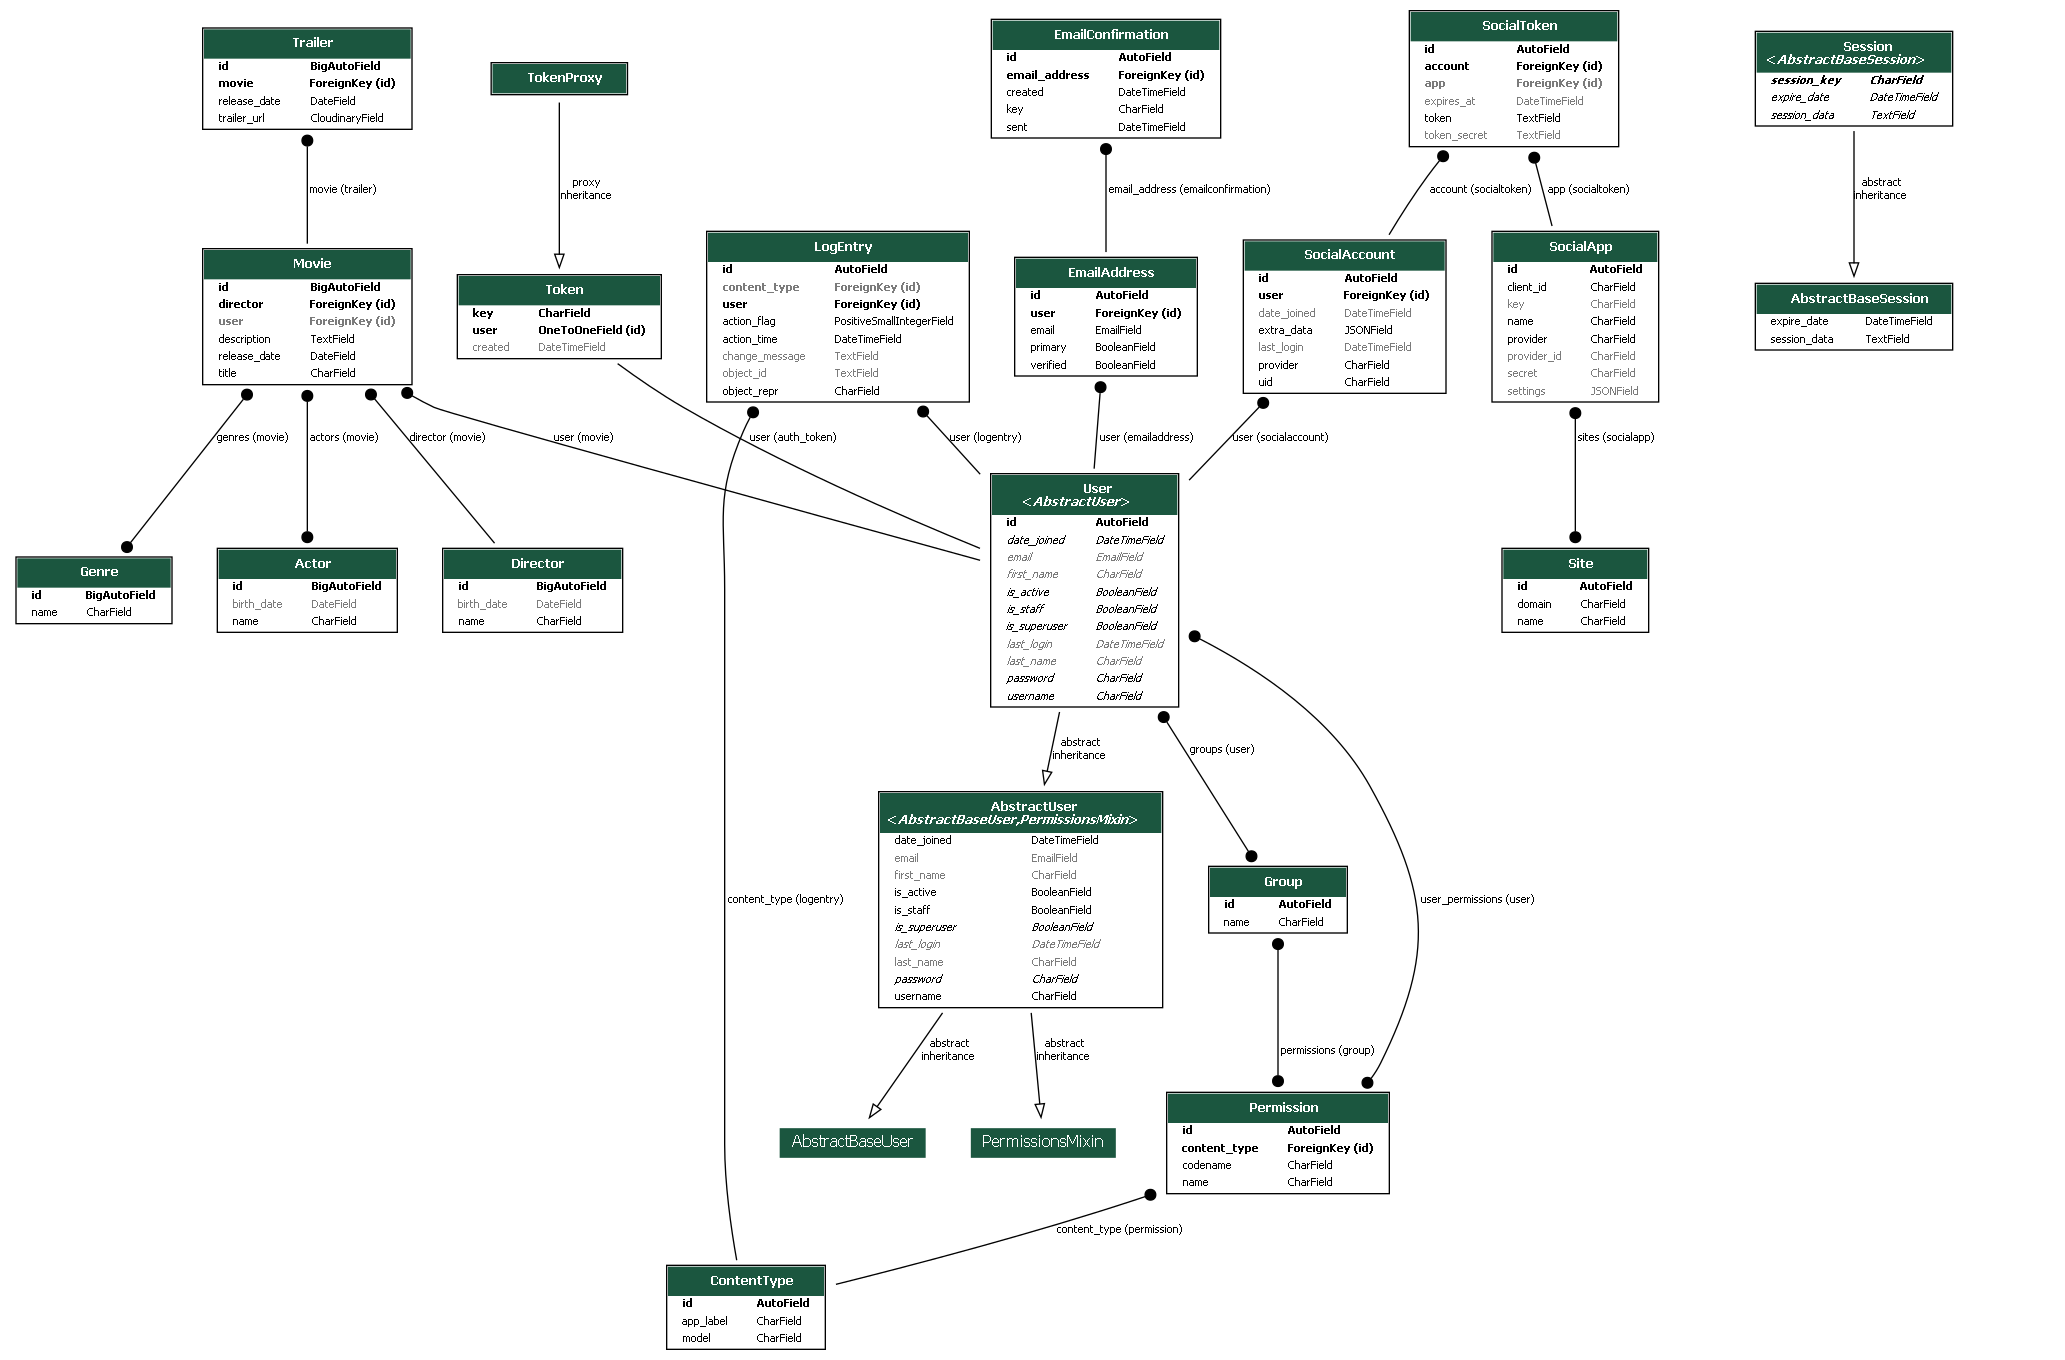 Trailer
id BigAutoField
movie ForeignKey (id)
release_date DateField
trailer_url CloudinaryField
TokenProxy
EmailConfirmation
id AutoField
email_address ForeignKey (id)
created DateTimeField
key CharField
sent DateTimeField
SocialToken
id AutoField
account ForeignKey (id)
app ForeignKey (id)
expires_at DateTimeField
token TextField
token_secret TextField
Session
<AbstractBaseSession>
session_key CharField
expire_date DateTimeField
session_data TextField
movie (trailer)
proxy
inheritance
email_address (emailconfirmation)
account (socialtoken)
app (socialtoken)
abstract
inheritance
Movie
id BigAutoField
director ForeignKey (id)
user ForeignKey (id)
description TextField
release_date DateField
title CharField
Token
key CharField
user OneToOneField (id)
created DateTimeField
LogEntry
id AutoField
content_type ForeignKey (id)
user ForeignKey (id)
action_flag PositiveSmallIntegerField
action_time DateTimeField
change_message TextField
object_id TextField
object_repr CharField
EmailAddress
id AutoField
user ForeignKey (id)
email EmailField
primary BooleanField
verified BooleanField
SocialAccount
id AutoField
user ForeignKey (id)
date_joined DateTimeField
extra_data JSONField
last_login DateTimeField
provider CharField
uid CharField
SocialApp
id AutoField
client_id CharField
key CharField
name CharField
provider CharField
provider_id CharField
secret CharField
settings JSONField
AbstractBaseSession
expire_date DateTimeField
session_data TextField
genres (movie)
actors (movie)
director (movie)
user (movie)
user (auth_token)
user (logentry)
user (emailaddress)
user (socialaccount)
sites (socialapp)
Genre
id BigAutoField
name CharField
Actor
id BigAutoField
birth_date DateField
name CharField
Director
id BigAutoField
birth_date DateField
name CharField
User
<AbstractUser>
id AutoField
date_joined DateTimeField
email EmailField
first_name CharField
is_active BooleanField
is_staff BooleanField
is_superuser BooleanField
last_login DateTimeField
last_name CharField
password CharField
username CharField
Site
id AutoField
domain CharField
name CharField
abstract
inheritance
groups (user)
AbstractUser
<AbstractBaseUser,PermissionsMixin>
date_joined DateTimeField
email EmailField
first_name CharField
is_active BooleanField
is_staff BooleanField
is_superuser BooleanField
last_login DateTimeField
last_name CharField
password CharField
username CharField
Group
id AutoField
name CharField
content_type (logentry)
user_permissions (user)
abstract
inheritance
abstract
inheritance
permissions (group)
AbstractBaseUser
PermissionsMixin
Permission
id AutoField
content_type ForeignKey (id)
codename CharField
name CharField
content_type (permission)
ContentType
id AutoField
app_label CharField
model CharField